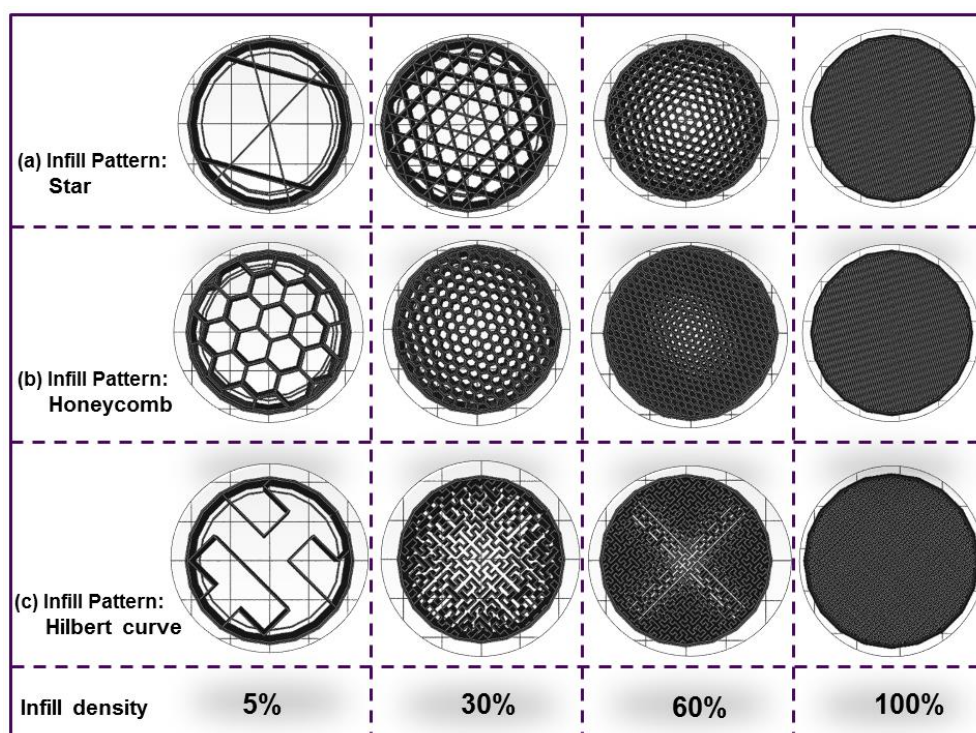 (a) Infill Pattern:
Star
(b) Infill Pattern:
Honeycomb
(c) Infill Pattern:
Hilbert curve
Infill density 5% 30% 60% 100%